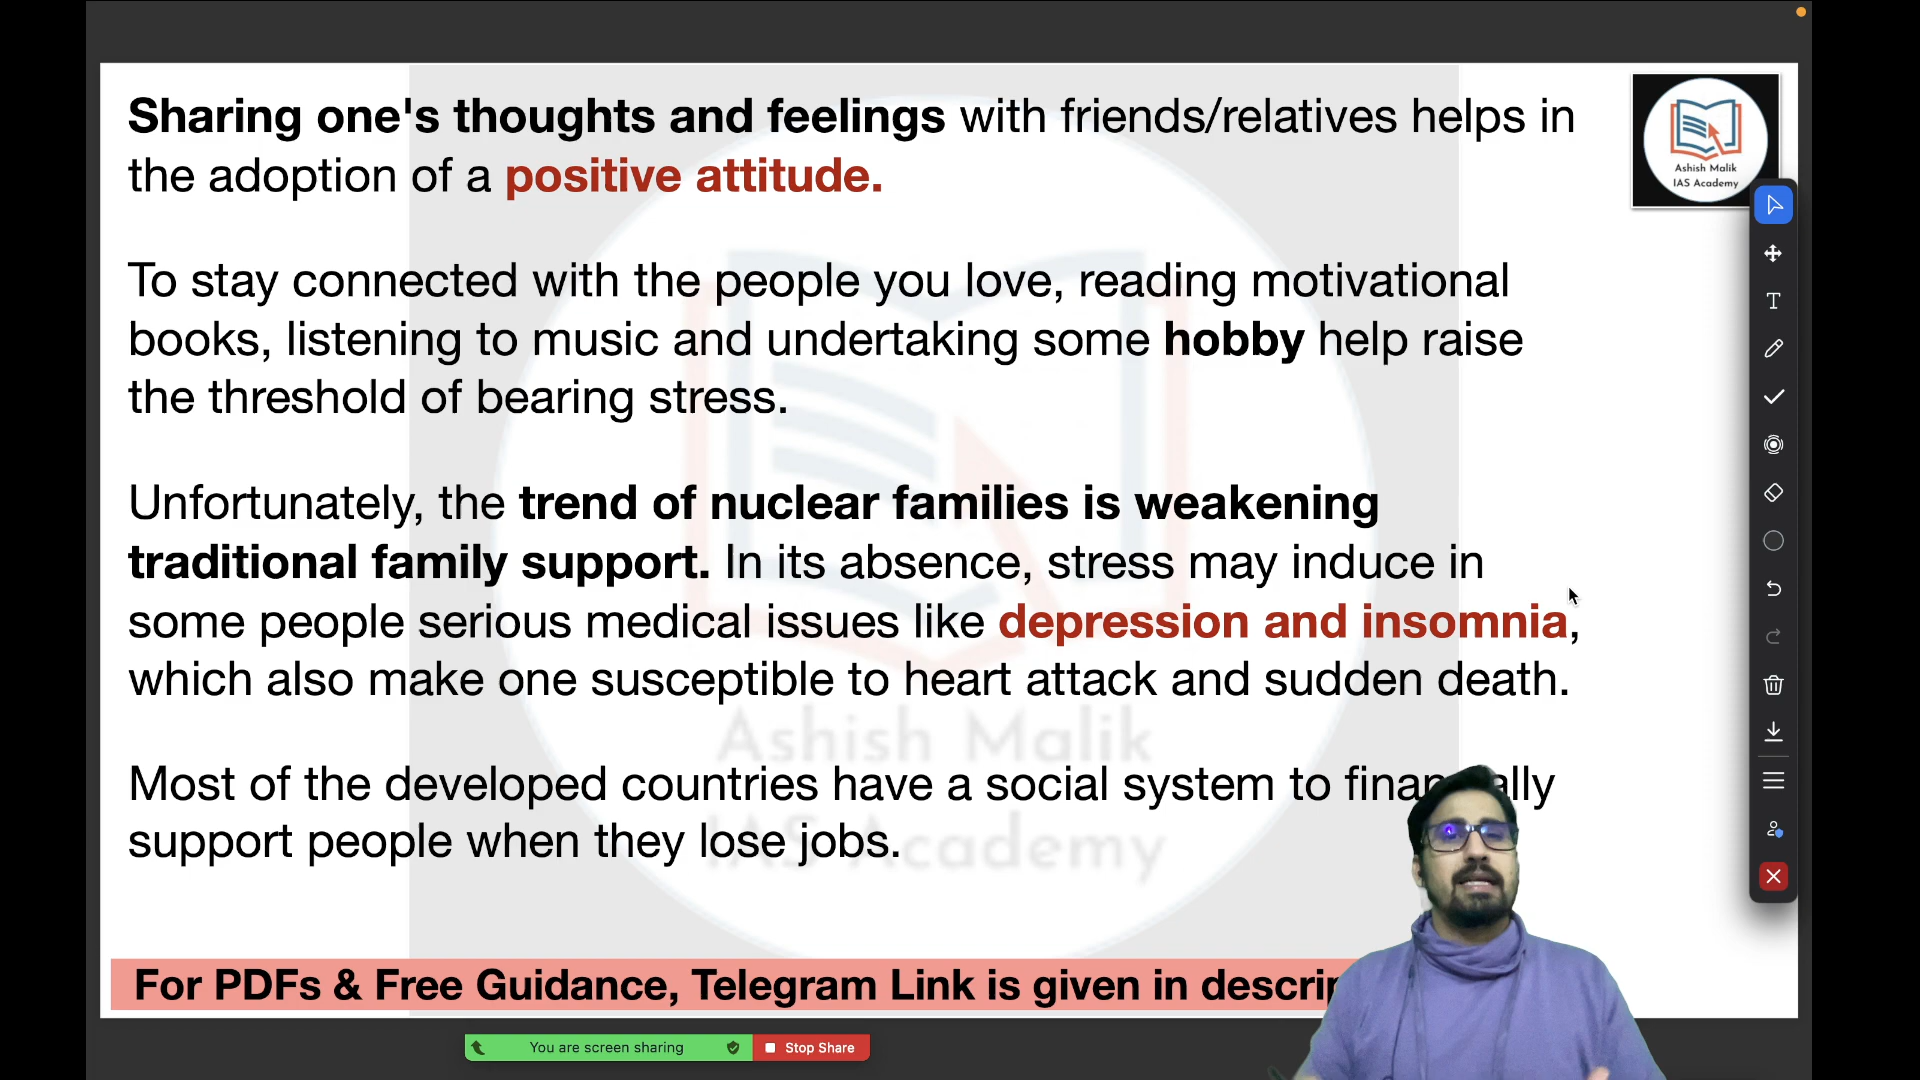 Sharing one's thoughts and feelings with friends/relatives helps in
the adoption of a positive attitude.
To stay connected with the people you love, reading motivational
books, listening to music and undertaking some hobby help raise
the threshold of bearing stress.
Unfortunately, the trend of nuclear families is weakening
traditional family support. In its absence, stress may induce in
some people serious medical issues like depression and insomnia,
which also make one susceptible to heart attack and sudden death.
Most of the developed countries have a social system to
support people when they lose jobs.
For PDFs & Free Guidance, Telegram Link is given in
Ashish Malik
IAS Academy
Ashish Malik
IAS Academy
You are screen sharing
Stop Share